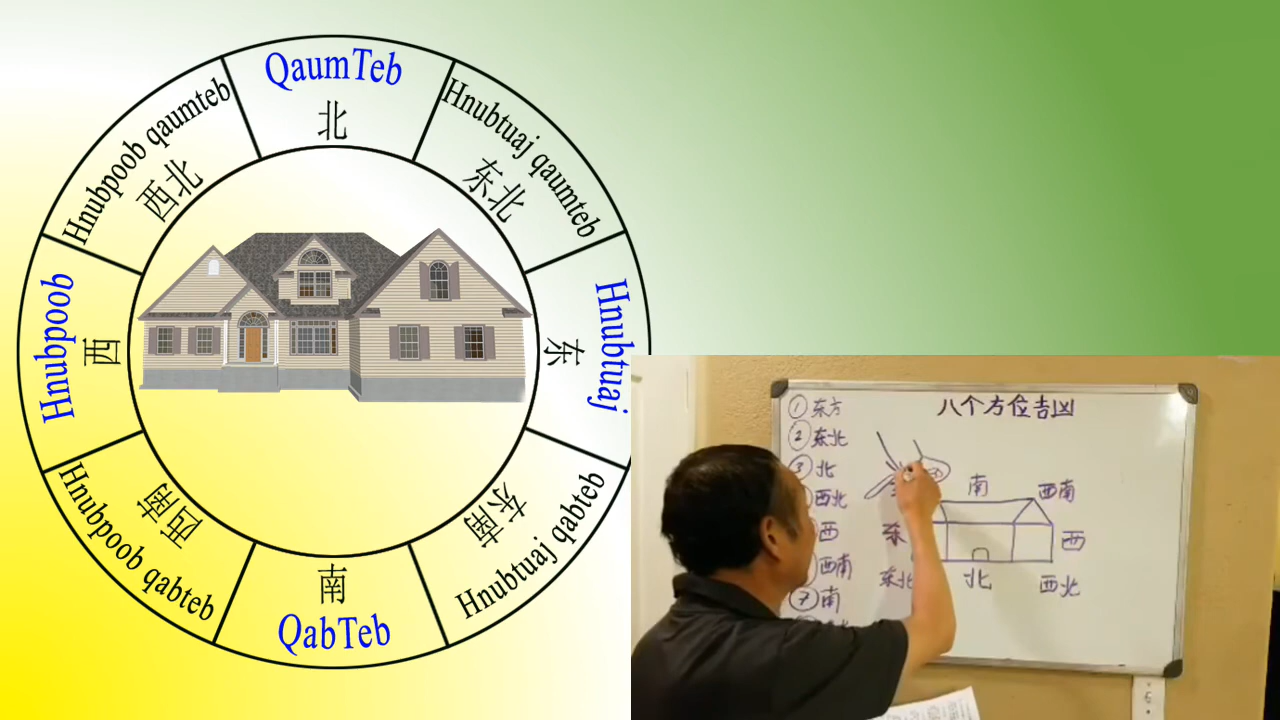 QaumTeb
北
Hnubtuaj qaumteb
东北
Hnubtuaj
东
Hnubtuaj qabteb
东南
南
QabTeb
Hnubpoob qabteb
西南
Hnubpoob
西
Hnubpoob qaumteb
西北
八个方位吉凶
① 东方
② 东北
③ 北
西北
西
西南
⑦ 南
南
西南
东
西
东北
北
西北